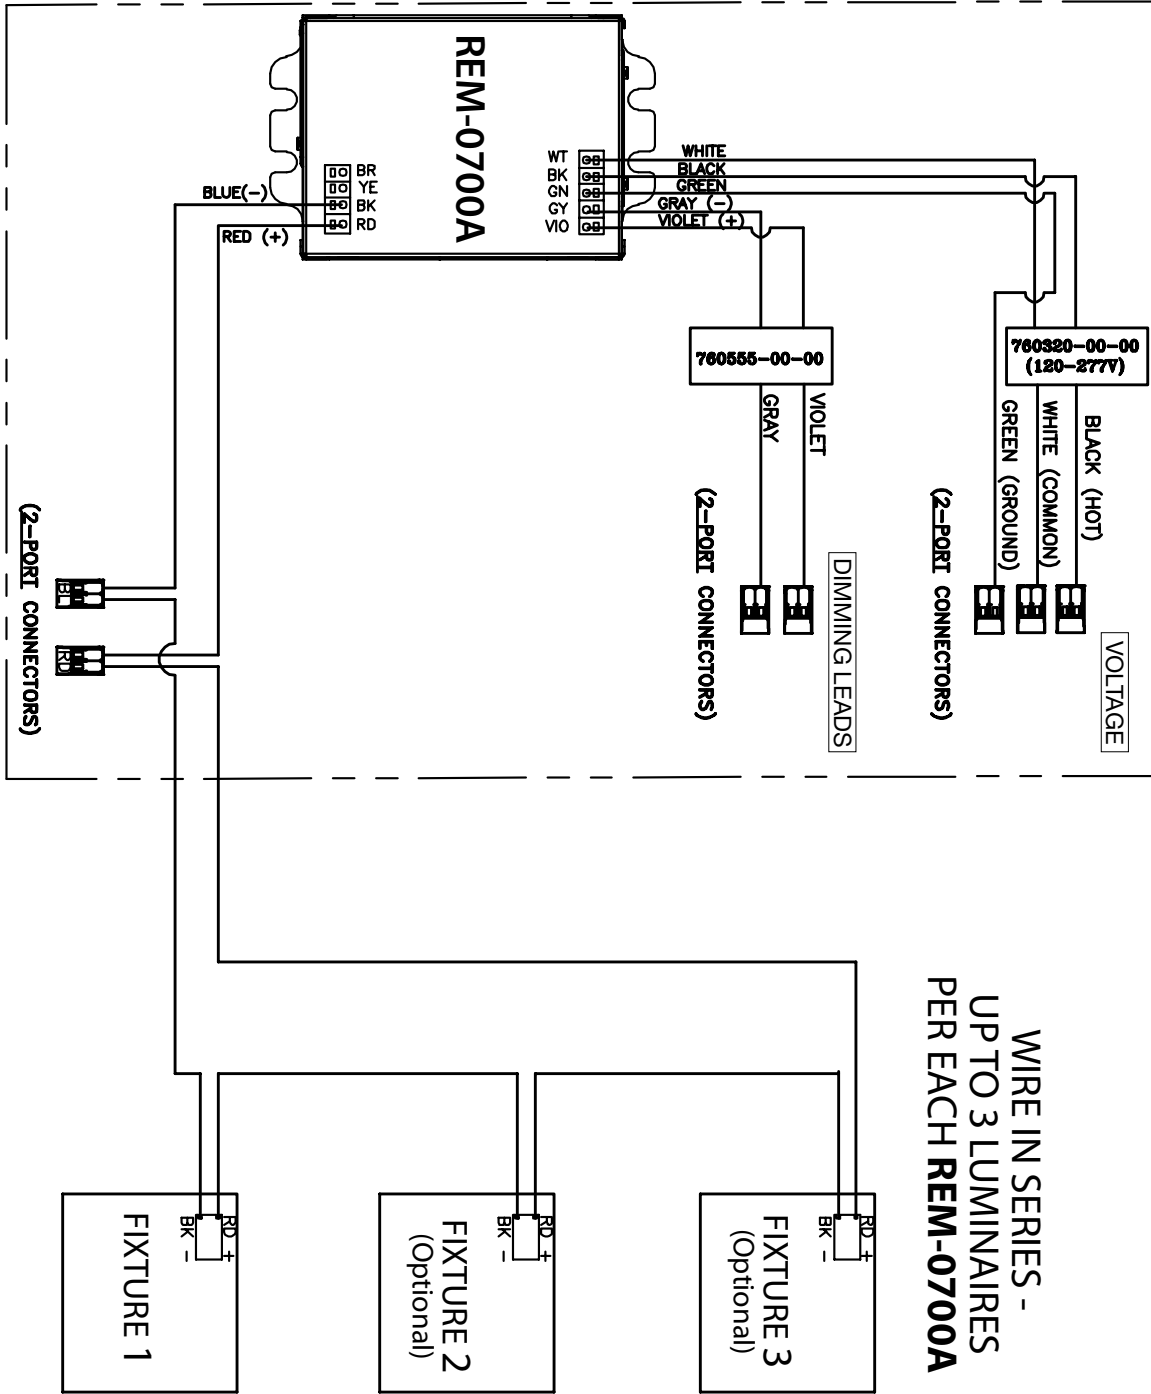 REM-0700A
BR
YE
BK
RD
WT
BK
GN
GY
VIO
BLUE(-)
RED (+)
WHITE
BLACK
GREEN
GRAY (-)
VIOLET (+)
760555-00-00
760320-00-00
(120-277V)
GRAY
VIOLET
GREEN (GROUND)
WHITE (COMMON)
BLACK (HOT)
(2-PORT CONNECTORS)
DIMMING LEADS
(2-PORT CONNECTORS)
VOLTAGE
(2-PORT CONNECTORS)
BL
RD
WIRE IN SERIES -
UP TO 3 LUMINAIRES
PER EACH REM-0700A
RD +
BK -
FIXTURE 1
RD +
BK -
FIXTURE 2
(Optional)
RD +
BK -
FIXTURE 3
(Optional)